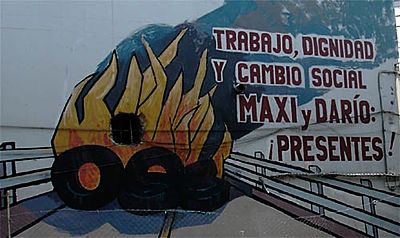 TRABAJO, DIGNIDAD
Y CAMBIO SOCIAL
MAXI y DARÍO:
¡PRESENTES!